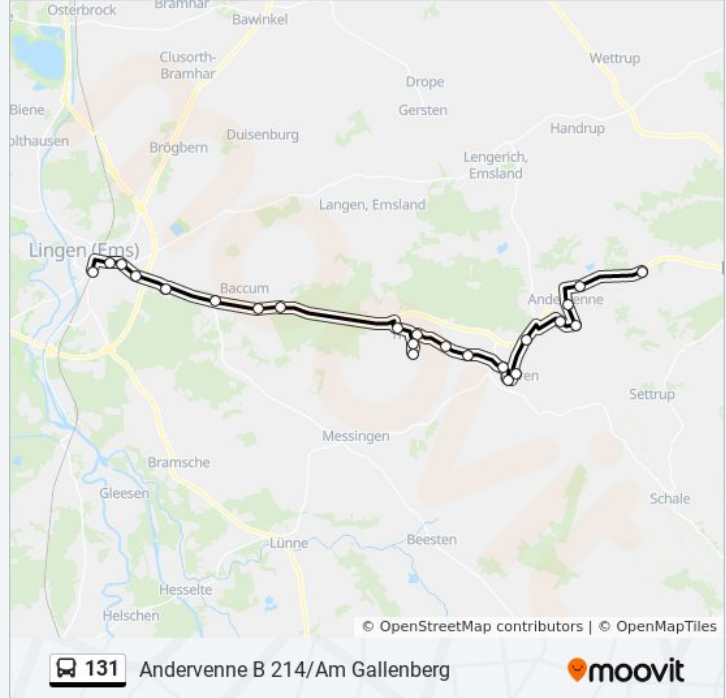 Osterbrock
Bramhar
Bawinkel
Clusorth-
Bramhar
Wettrup
Drope
Gersten
Biene
olthausen
Duisenburg
Handrup
Brögbern
Lengerich,
Emsland
Langen, Emsland
Lingen (Ems)
Baccum
Andervenne
Settrup
Messingen
Bramsche
Gleesen
Schale
Beesten
Lünne
Hesselte
Helschen
© OpenStreetMap contributors | © OpenMapTiles
131 Andervenne B 214/Am Gallenberg
moovit